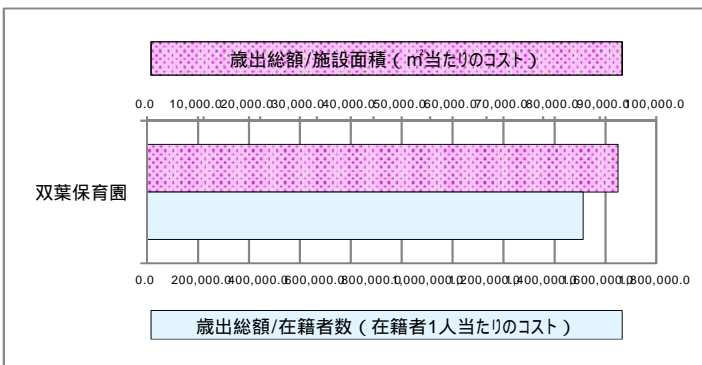 歳出総額/施設面積（㎡当たりのコスト）
0.0 10,000.0 20,000.0 30,000.0 40,000.0 50,000.0 60,000.0 70,000.0 80,000.0 90,000.0 100,000.0
双葉保育園
0.0 200,000.0 400,000.0 600,000.0 800,000.0 1,000,000.0 1,200,000.0 1,400,000.0 1,600,000.0 1,800,000.0
歳出総額/在籍者数（在籍者1人当たりのコスト）